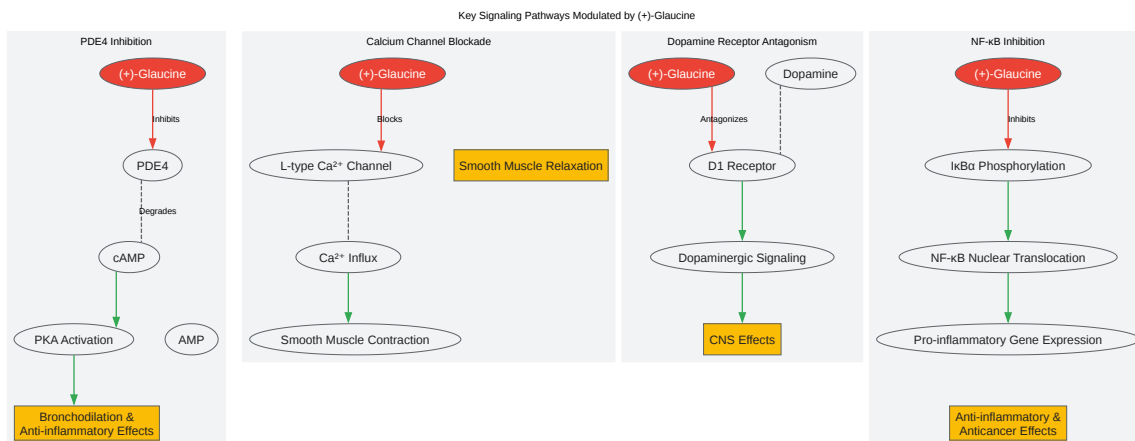 Key Signaling Pathways Modulated by (+)-Glaucine
PDE4 Inhibition
(+)-Glaucine
Inhibits
PDE4
Degrades
cAMP
PKA Activation
AMP
Bronchodilation &
Anti-inflammatory Effects
Calcium Channel Blockade
(+)-Glaucine
Blocks
L-type Ca²⁺ Channel
Smooth Muscle Relaxation
Ca²⁺ Influx
Smooth Muscle Contraction
Dopamine Receptor Antagonism
(+)-Glaucine
Dopamine
Antagonizes
D1 Receptor
Dopaminergic Signaling
CNS Effects
NF-κB Inhibition
(+)-Glaucine
Inhibits
IκBα Phosphorylation
NF-κB Nuclear Translocation
Pro-inflammatory Gene Expression
Anti-inflammatory &
Anticancer Effects